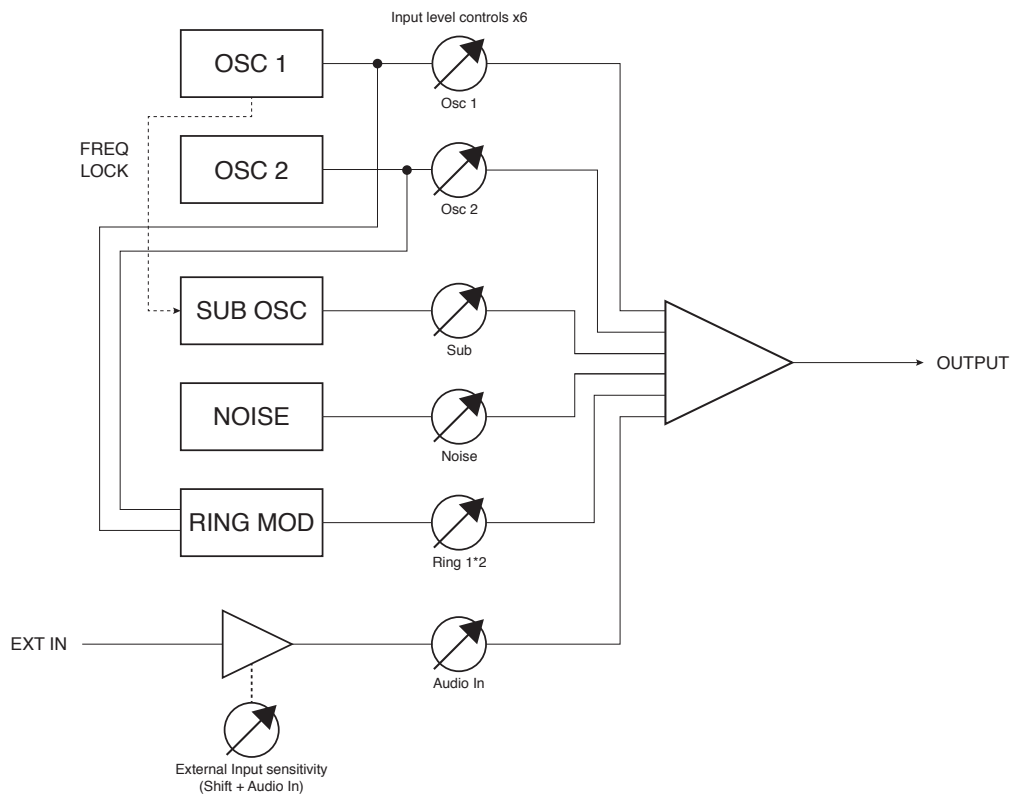 Input level controls x6
OSC 1
Osc 1
FREQ
LOCK
OSC 2
Osc 2
SUB OSC
Sub
OUTPUT
NOISE
Noise
RING MOD
Ring 1*2
EXT IN
Audio In
External Input sensitivity
(Shift + Audio In)